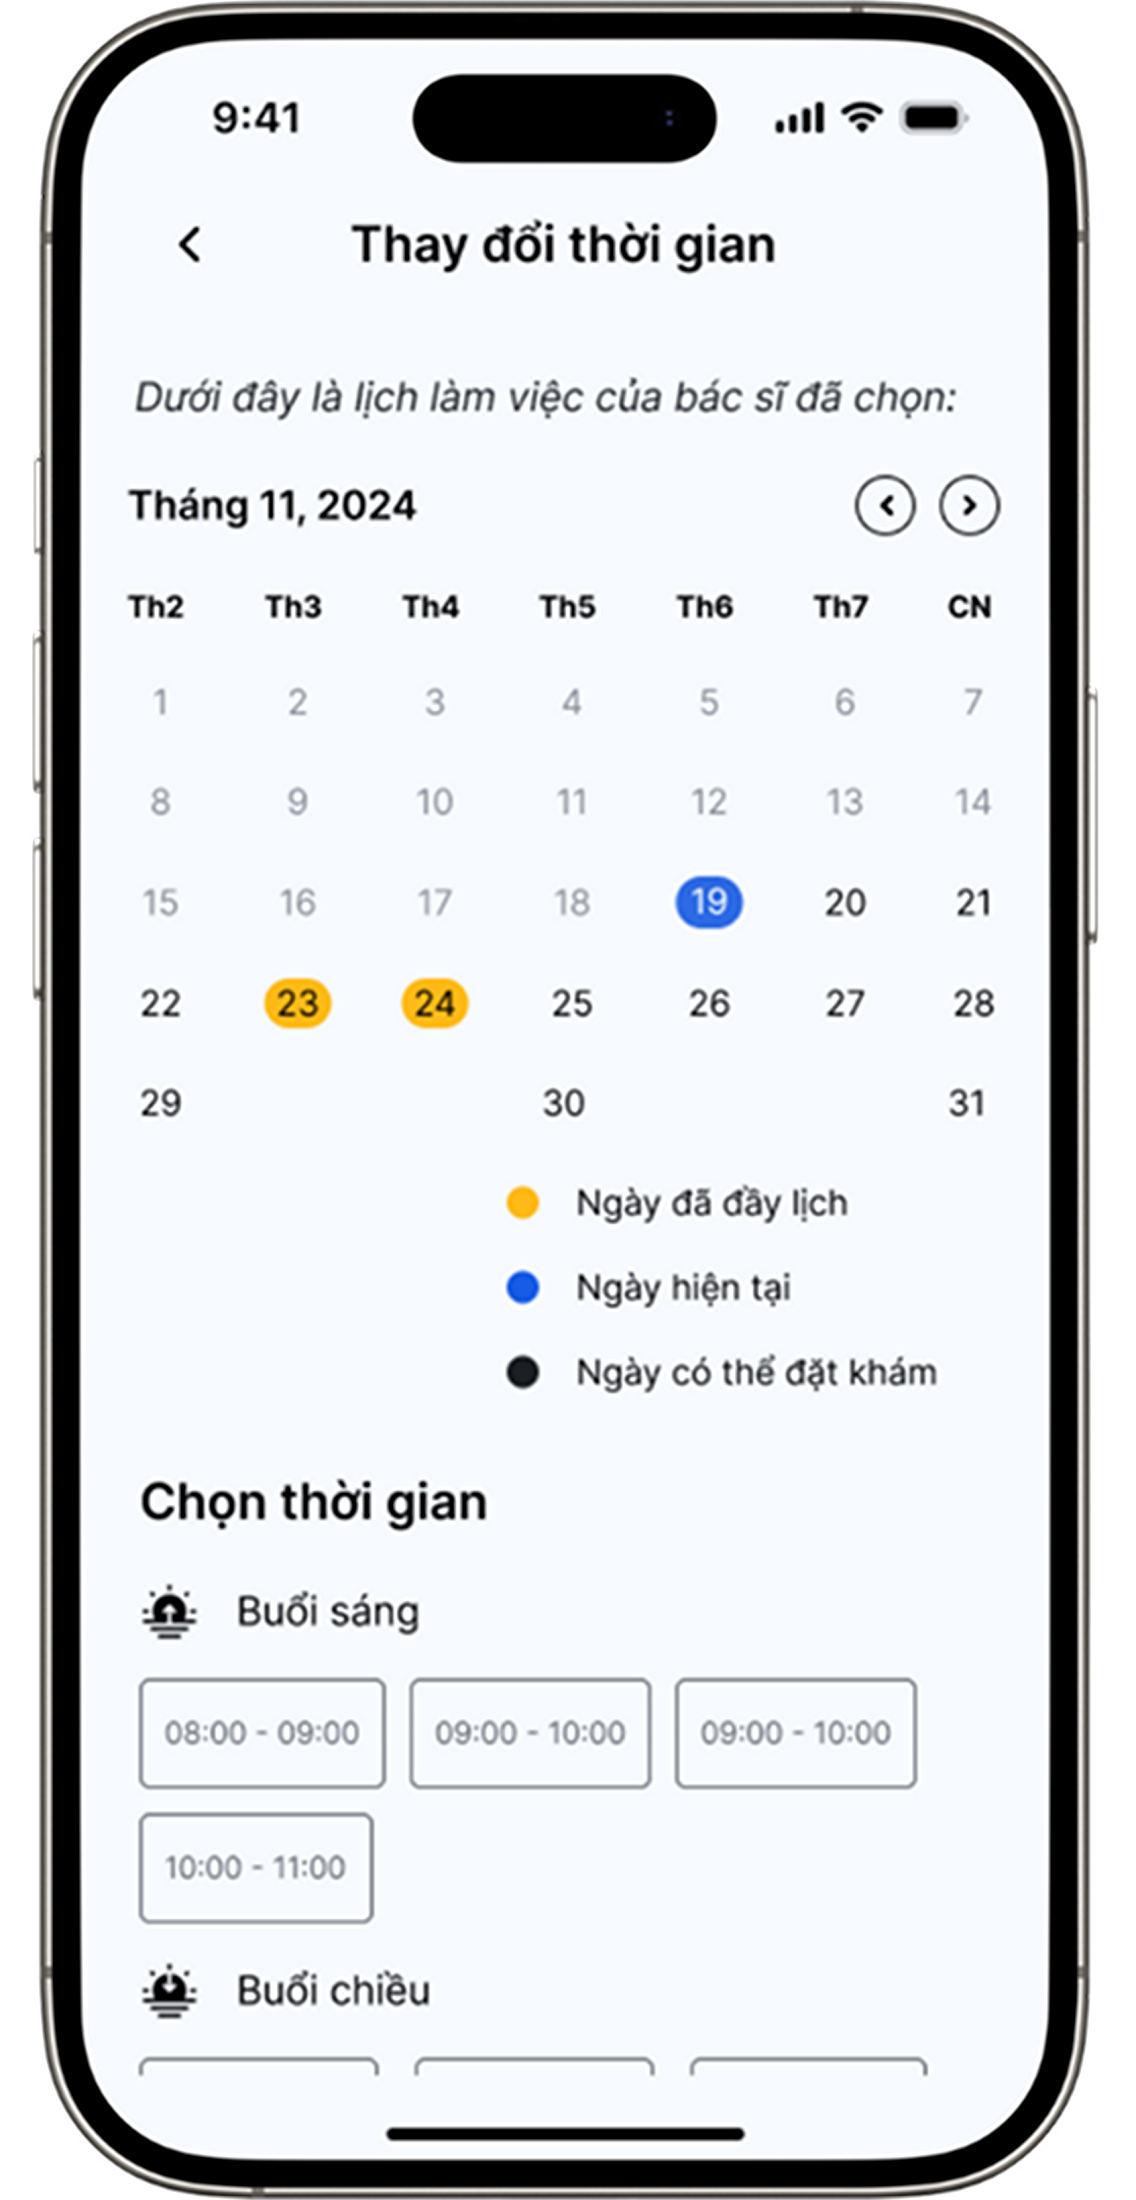 9:41
Thay đổi thời gian
Dưới đây là lịch làm việc của bác sĩ đã chọn:
Tháng 11, 2024
Th2 Th3 Th4 Th5 Th6 Th7 CN
1 2 3 4 5 6 7
8 9 10 11 12 13 14
15 16 17 18 19 20 21
22 23 24 25 26 27 28
29 30 31
Ngày đã đầy lịch
Ngày hiện tại
Ngày có thể đặt khám
Chọn thời gian
Buổi sáng
08:00 - 09:00 09:00 - 10:00 09:00 - 10:00
10:00 - 11:00
Buổi chiều